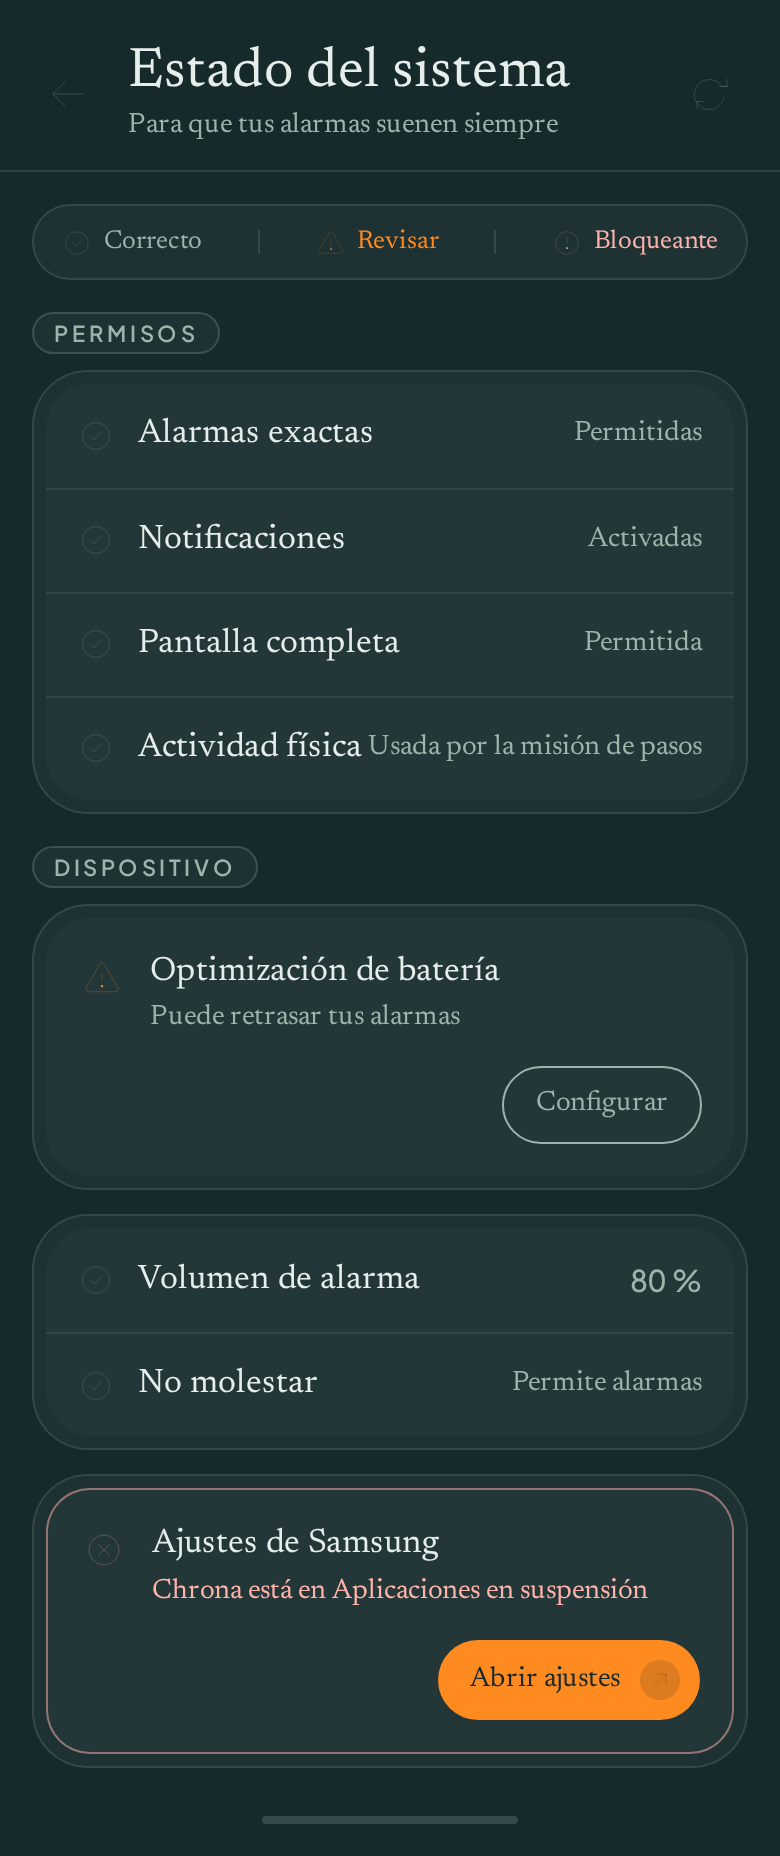 Estado del sistema
Para que tus alarmas suenen siempre
Correcto | Revisar | Bloqueante
PERMISOS
Alarmas exactas Permitidas
Notificaciones Activadas
Pantalla completa Permitida
Actividad física Usada por la misión de pasos
DISPOSITIVO
Optimización de batería
Puede retrasar tus alarmas
Configurar
Volumen de alarma 80 %
No molestar Permite alarmas
Ajustes de Samsung
Chrona está en Aplicaciones en suspensión
Abrir ajustes